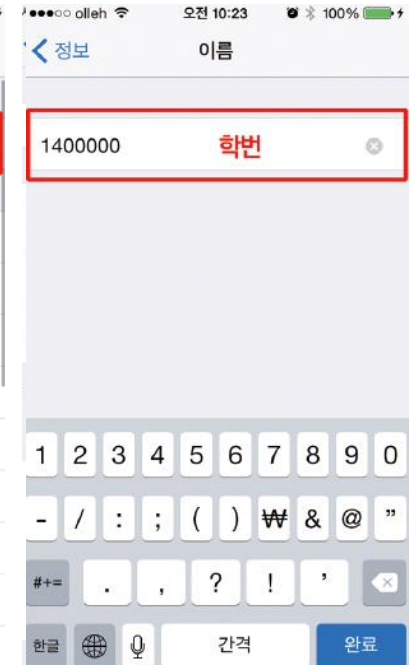 olleh 오전 10:23 100%
정보 이름
1400000 학번
1 2 3 4 5 6 7 8 9 0
- / : ; ( ) ₩ & @ "
#+= . , ? ! '
한글 간격 완료